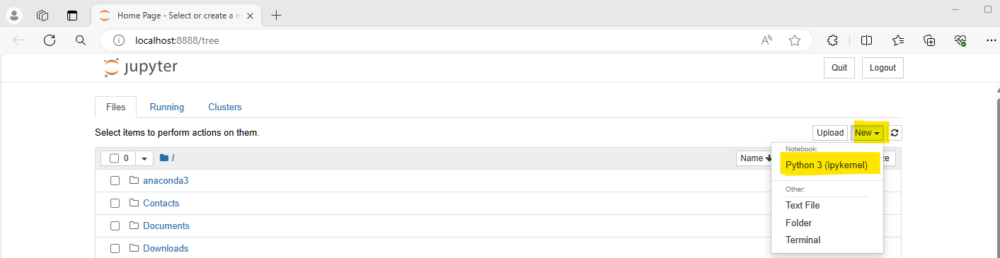 Home Page - Select or create a n
localhost:8888/tree
jupyter
Quit Logout
Files Running Clusters
Select items to perform actions on them.
Upload New
0 / Name
Notebook:
Python 3 (ipykernel)
Other:
Text File
Folder
Terminal
anaconda3
Contacts
Documents
Downloads